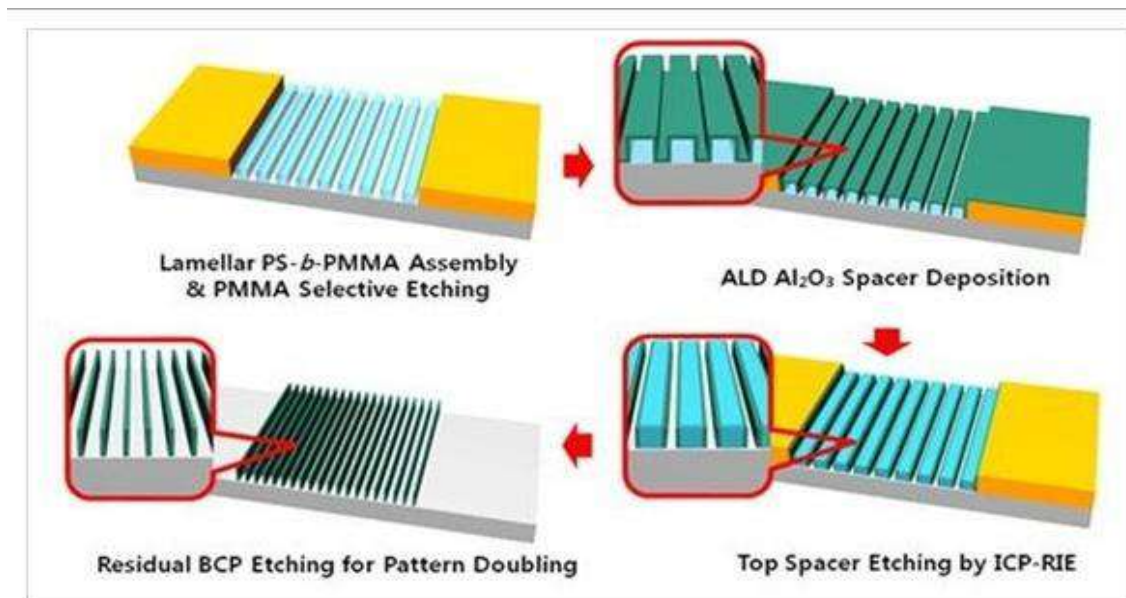 Lamellar PS-b-PMMA Assembly
& PMMA Selective Etching
ALD Al₂O₃ Spacer Deposition
Residual BCP Etching for Pattern Doubling
Top Spacer Etching by ICP-RIE